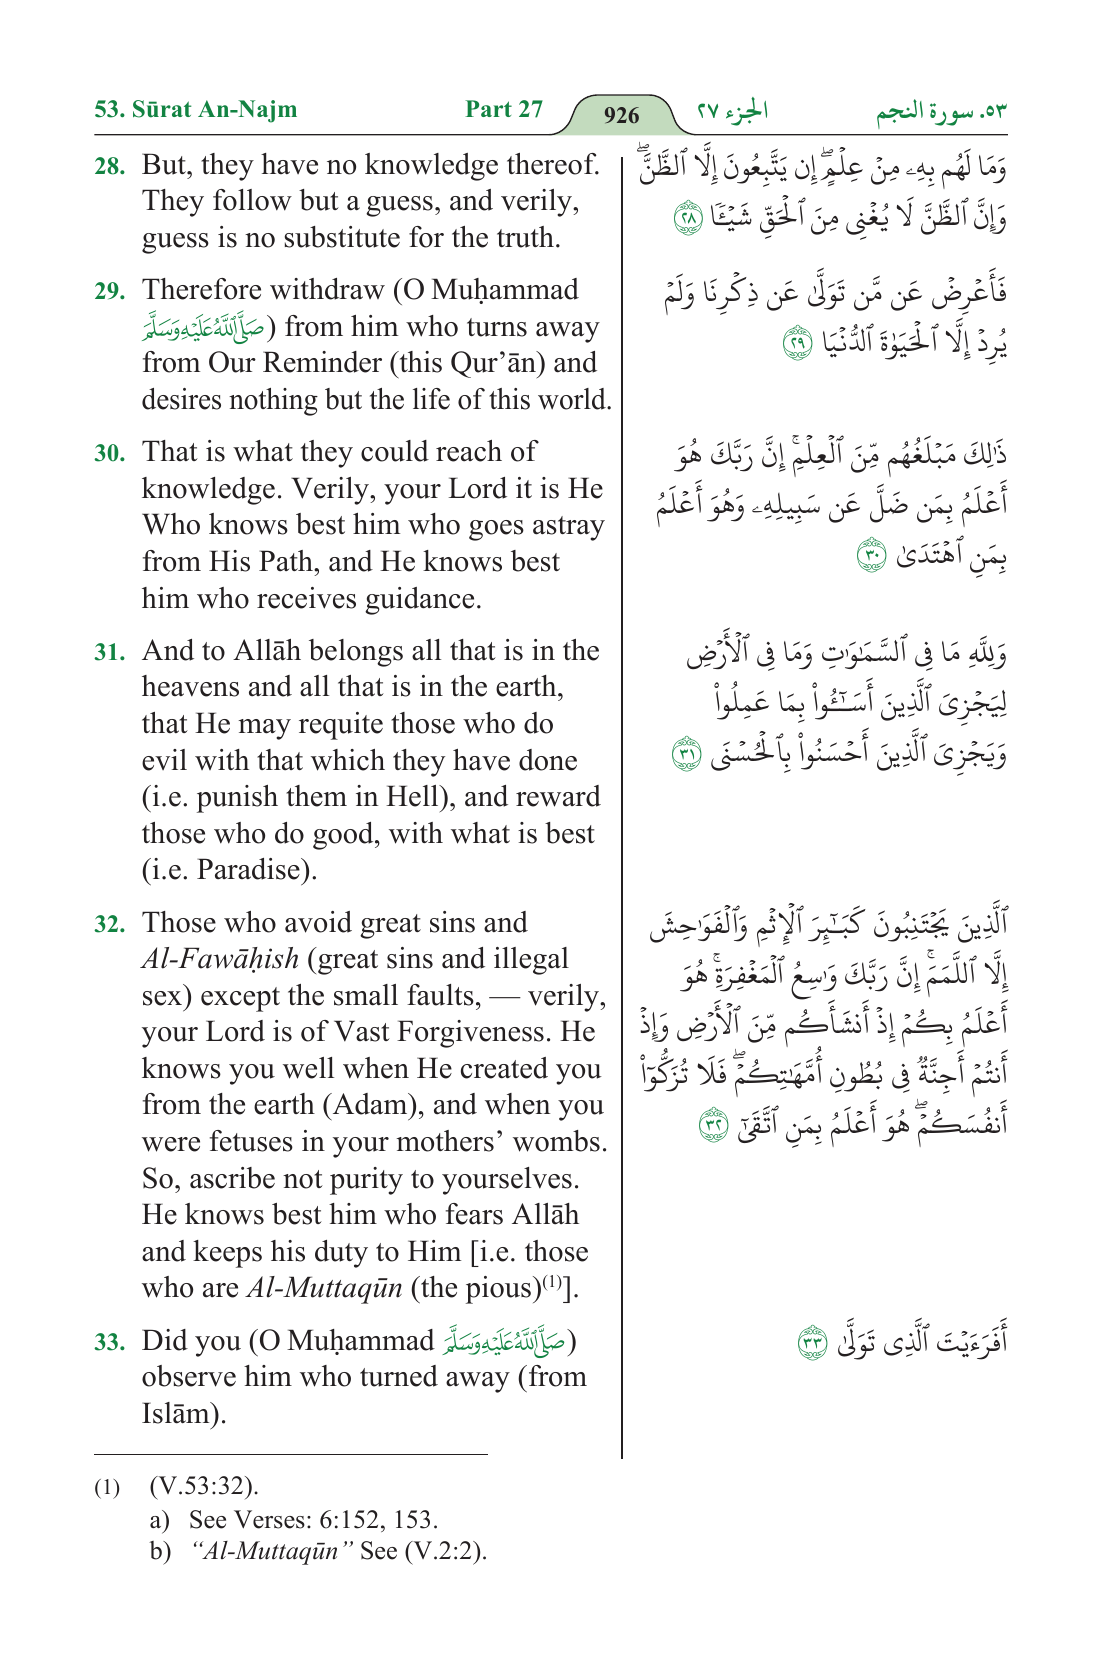 53. Sūrat An-Najm
Part 27
926
الجزء ٢٧
٥٣. سورة النجم
28. But, they have no knowledge thereof.
They follow but a guess, and verily,
guess is no substitute for the truth.
29. Therefore withdraw (O Muḥammad
صَلَّى اللَّهُ عَلَيْهِ وَسَلَّمَ) from him who turns away
from Our Reminder (this Qur’ān) and
desires nothing but the life of this world.
30. That is what they could reach of
knowledge. Verily, your Lord it is He
Who knows best him who goes astray
from His Path, and He knows best
him who receives guidance.
31. And to Allāh belongs all that is in the
heavens and all that is in the earth,
that He may requite those who do
evil with that which they have done
(i.e. punish them in Hell), and reward
those who do good, with what is best
(i.e. Paradise).
32. Those who avoid great sins and
Al-Fawāḥish (great sins and illegal
sex) except the small faults, — verily,
your Lord is of Vast Forgiveness. He
knows you well when He created you
from the earth (Adam), and when you
were fetuses in your mothers’ wombs.
So, ascribe not purity to yourselves.
He knows best him who fears Allāh
and keeps his duty to Him [i.e. those
who are Al-Muttaqūn (the pious)(1)].
33. Did you (O Muḥammad صَلَّى اللَّهُ عَلَيْهِ وَسَلَّمَ)
observe him who turned away (from
Islām).
وَمَا لَهُم بِهِۦ مِنۡ عِلۡمٍۖ إِن يَتَّبِعُونَ إِلَّا ٱلظَّنَّۖ
وَإِنَّ ٱلظَّنَّ لَا يُغۡنِى مِنَ ٱلۡحَقِّ شَيۡـٔٗا ٢٨
فَأَعۡرِضۡ عَن مَّن تَوَلَّىٰ عَن ذِكۡرِنَا وَلَمۡ
يُرِدۡ إِلَّا ٱلۡحَيَوٰةَ ٱلدُّنۡيَا ٢٩
ذَٰلِكَ مَبۡلَغُهُم مِّنَ ٱلۡعِلۡمِۚ إِنَّ رَبَّكَ هُوَ
أَعۡلَمُ بِمَن ضَلَّ عَن سَبِيلِهِۦ وَهُوَ أَعۡلَمُ
بِمَنِ ٱهۡتَدَىٰ ٣٠
وَلِلَّهِ مَا فِى ٱلسَّمَٰوَٰتِ وَمَا فِى ٱلۡأَرۡضِ
لِيَجۡزِىَ ٱلَّذِينَ أَسَـٰٓـُٔواْ بِمَا عَمِلُواْ
وَيَجۡزِىَ ٱلَّذِينَ أَحۡسَنُواْ بِٱلۡحُسۡنَى ٣١
ٱلَّذِينَ يَجۡتَنِبُونَ كَبَـٰٓئِرَ ٱلۡإِثۡمِ وَٱلۡفَوَٰحِشَ
إِلَّا ٱللَّمَمَۚ إِنَّ رَبَّكَ وَٰسِعُ ٱلۡمَغۡفِرَةِۚ هُوَ
أَعۡلَمُ بِكُمۡ إِذۡ أَنشَأَكُم مِّنَ ٱلۡأَرۡضِ وَإِذۡ
أَنتُمۡ أَجِنَّةٞ فِى بُطُونِ أُمَّهَٰتِكُمۡۖ فَلَا تُزَكُّوٓاْ
أَنفُسَكُمۡۖ هُوَ أَعۡلَمُ بِمَنِ ٱتَّقَىٰٓ ٣٢
أَفَرَءَيۡتَ ٱلَّذِى تَوَلَّىٰ ٣٣
(1) (V.53:32).
a) See Verses: 6:152, 153.
b) “Al-Muttaqūn” See (V.2:2).